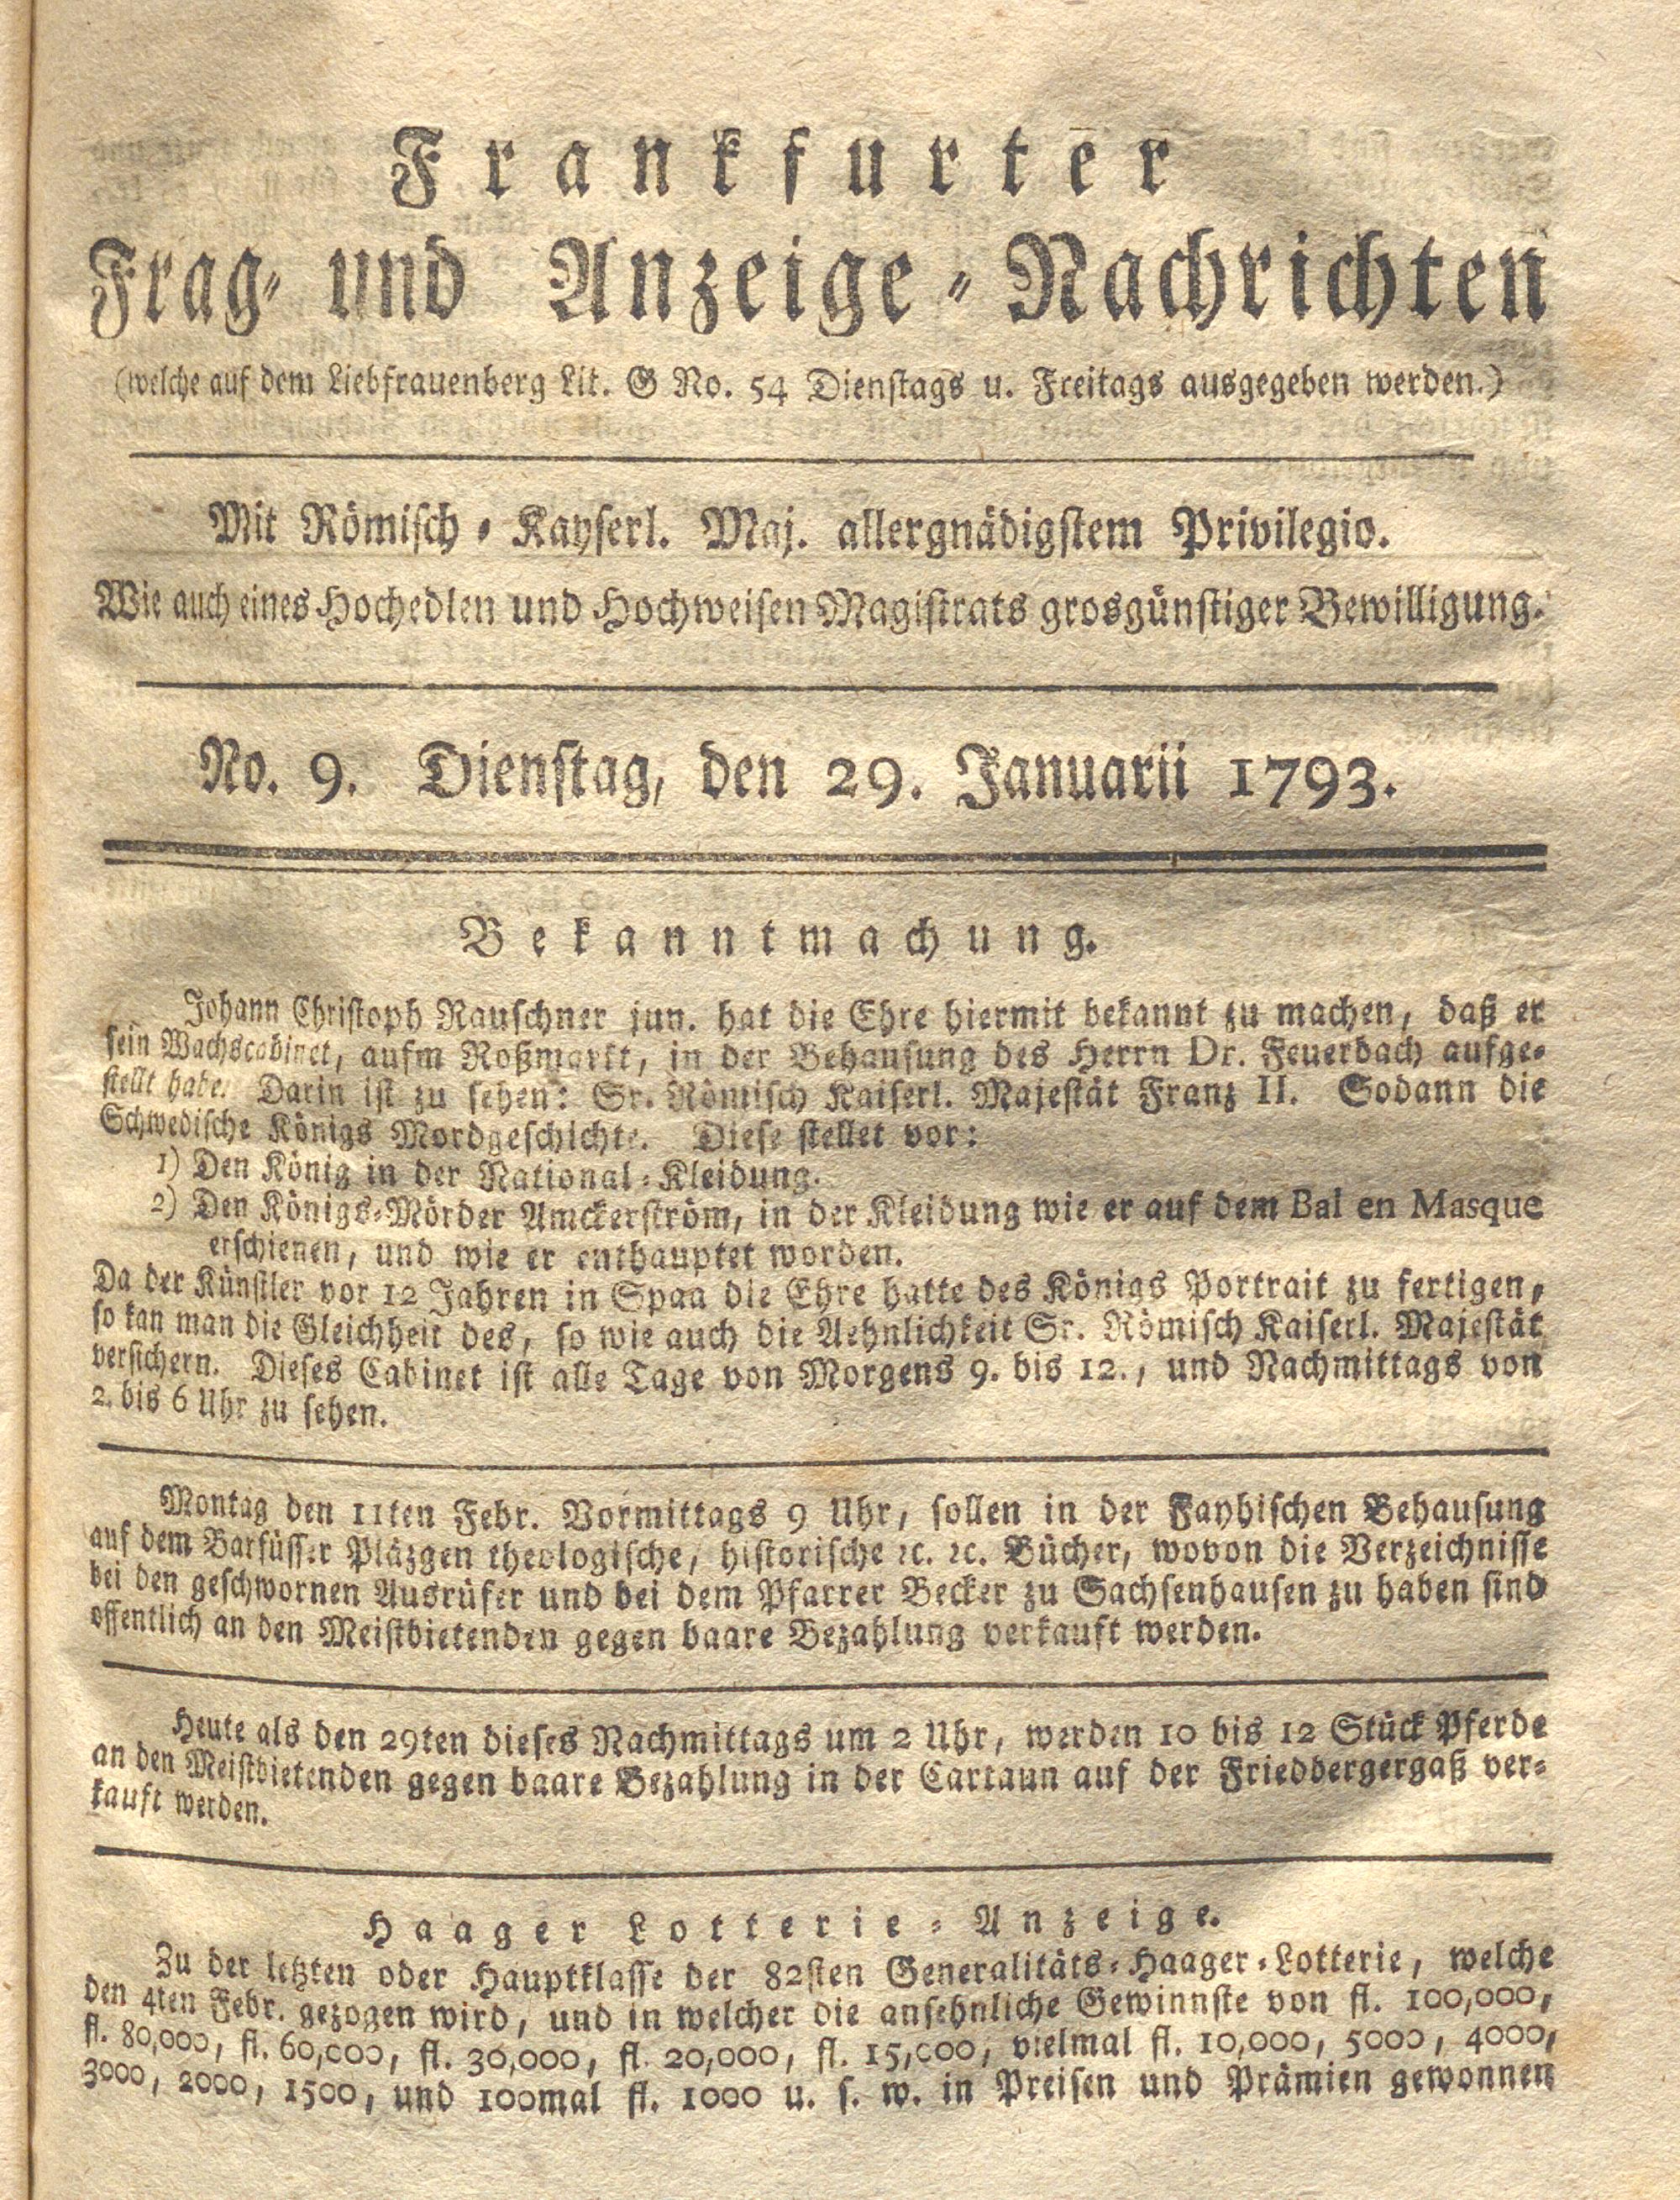 Frankfurter
Frag- und Anzeige-Nachrichten
(welche auf dem Liebfrauenberg Lit. G No. 54 Dienstags u. Freitags ausgegeben werden.)
Mit Römisch-Kayserl. Maj. allergnädigstem Privilegio.
Wie auch eines Hochedlen und Hochweisen Magistrats grosgünstiger Bewilligung.
No. 9. Dienstag, den 29. Januarii 1793.
Bekanntmachung.
Johann Christoph Rauschner jun. hat die Ehre hiermit bekannt zu machen, daß er
sein Wachscabinet, aufm Roßmarkt, in der Behausung des Herrn Dr. Feuerbach aufge-
stellt habe. Darin ist zu sehen: Sr. Römisch Kaiserl. Majestät Franz II. Sodann die
Schwedische Königs Mordgeschichte. Diese stellet vor:
1) Den König in der National-Kleidung.
2) Den Königs-Mörder Amckerström, in der Kleidung wie er auf dem Bal en Masque
erschienen, und wie er enthauptet worden.
Da der Künstler vor 12 Jahren in Spaa die Ehre hatte des Königs Portrait zu fertigen,
so kan man die Gleichheit des, so wie auch die Aehnlichkeit Sr. Römisch Kaiserl. Majestät
versichern. Dieses Cabinet ist alle Tage von Morgens 9. bis 12., und Nachmittags von
2. bis 6 Uhr zu sehen.
Montag den 11ten Febr. Vormittags 9 Uhr, sollen in der Fayhischen Behausung
auf dem Barfüsser Pläzgen theologische, historische ꝛc. ꝛc. Bücher, wovon die Verzeichnisse
bei den geschwornen Ausrüfer und bei dem Pfarrer Becker zu Sachsenhausen zu haben sind
offentlich an den Meistbietenden gegen baare Bezahlung verkauft werden.
Heute als den 29ten dieses Nachmittags um 2 Uhr, werden 10 bis 12 Stück Pferde
an den Meistbietenden gegen baare Bezahlung in der Cartaun auf der Friedbergergaß ver-
kauft werden.
Haager Lotterie-Anzeige.
Zu der letzten oder Hauptklasse der 82sten Generalitäts-Haager-Lotterie, welche
den 4ten Febr. gezogen wird, und in welcher die ansehnliche Gewinnste von fl. 100,000,
fl. 80,000, fl. 60,000, fl. 30,000, fl. 20,000, fl. 15,000, vielmal fl. 10,000, 5000, 4000,
3000, 2000, 1500, und 100mal fl. 1000 u. s. w. in Preisen und Prämien gewonnen